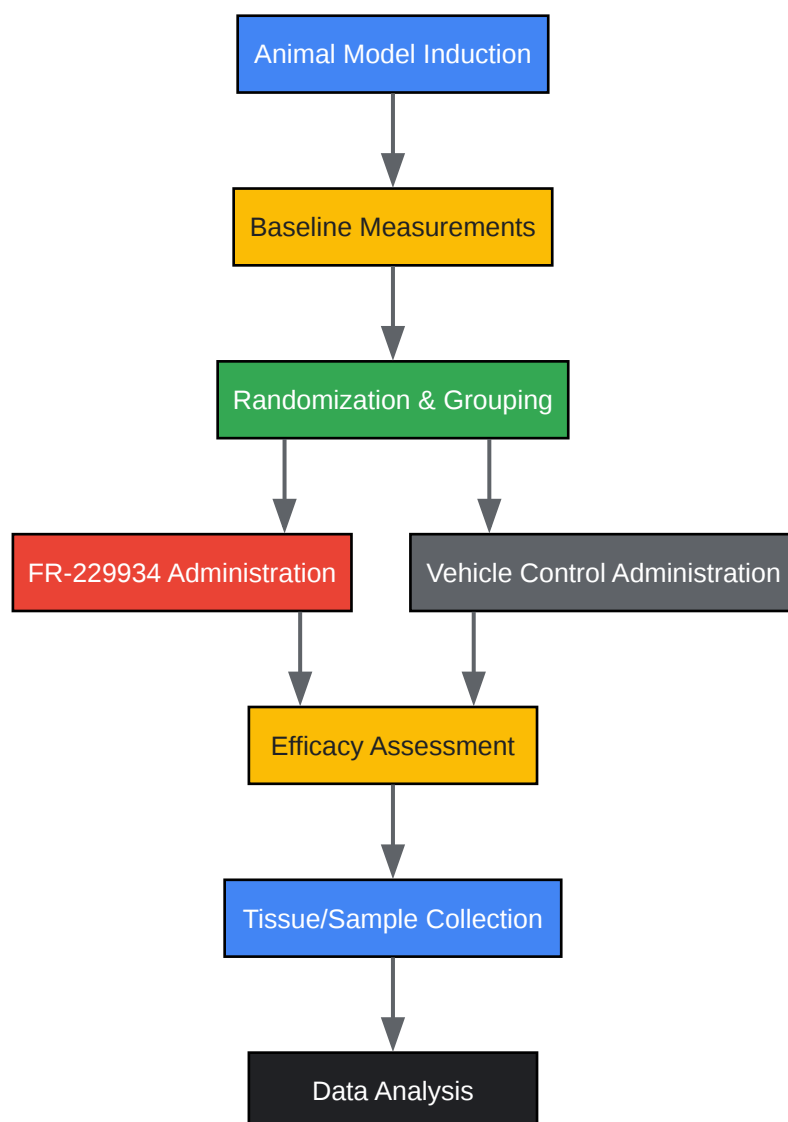 Animal Model Induction
Baseline Measurements
Randomization & Grouping
FR-229934 Administration
Vehicle Control Administration
Efficacy Assessment
Tissue/Sample Collection
Data Analysis